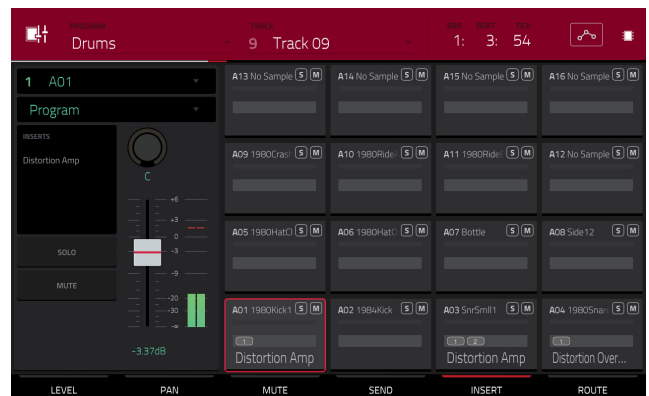 PROGRAM
Drums
TRACK
9 Track 09
BAR BEAT TICK
1: 3: 54
1 A01
Program
INSERTS
Distortion Amp
C
+6
+3
0
-3
-9
-20
-30
-∞
-3.37dB
SOLO
MUTE
A13 No Sample S M
A14 No Sample S M
A15 No Sample S M
A16 No Sample S M
A09 1980Crash S M
A10 1980Ride S M
A11 1980Ride S M
A12 No Sample S M
A05 1980HatCl S M
A06 1980HatO S M
A07 Bottle S M
A08 Side12 S M
A01 1980Kick1 S M
1
Distortion Amp
A02 1984Kick S M
A03 SnrSmll1 S M
1 2
Distortion Amp
A04 1980Snar S M
1
Distortion Over...
LEVEL PAN MUTE SEND INSERT ROUTE